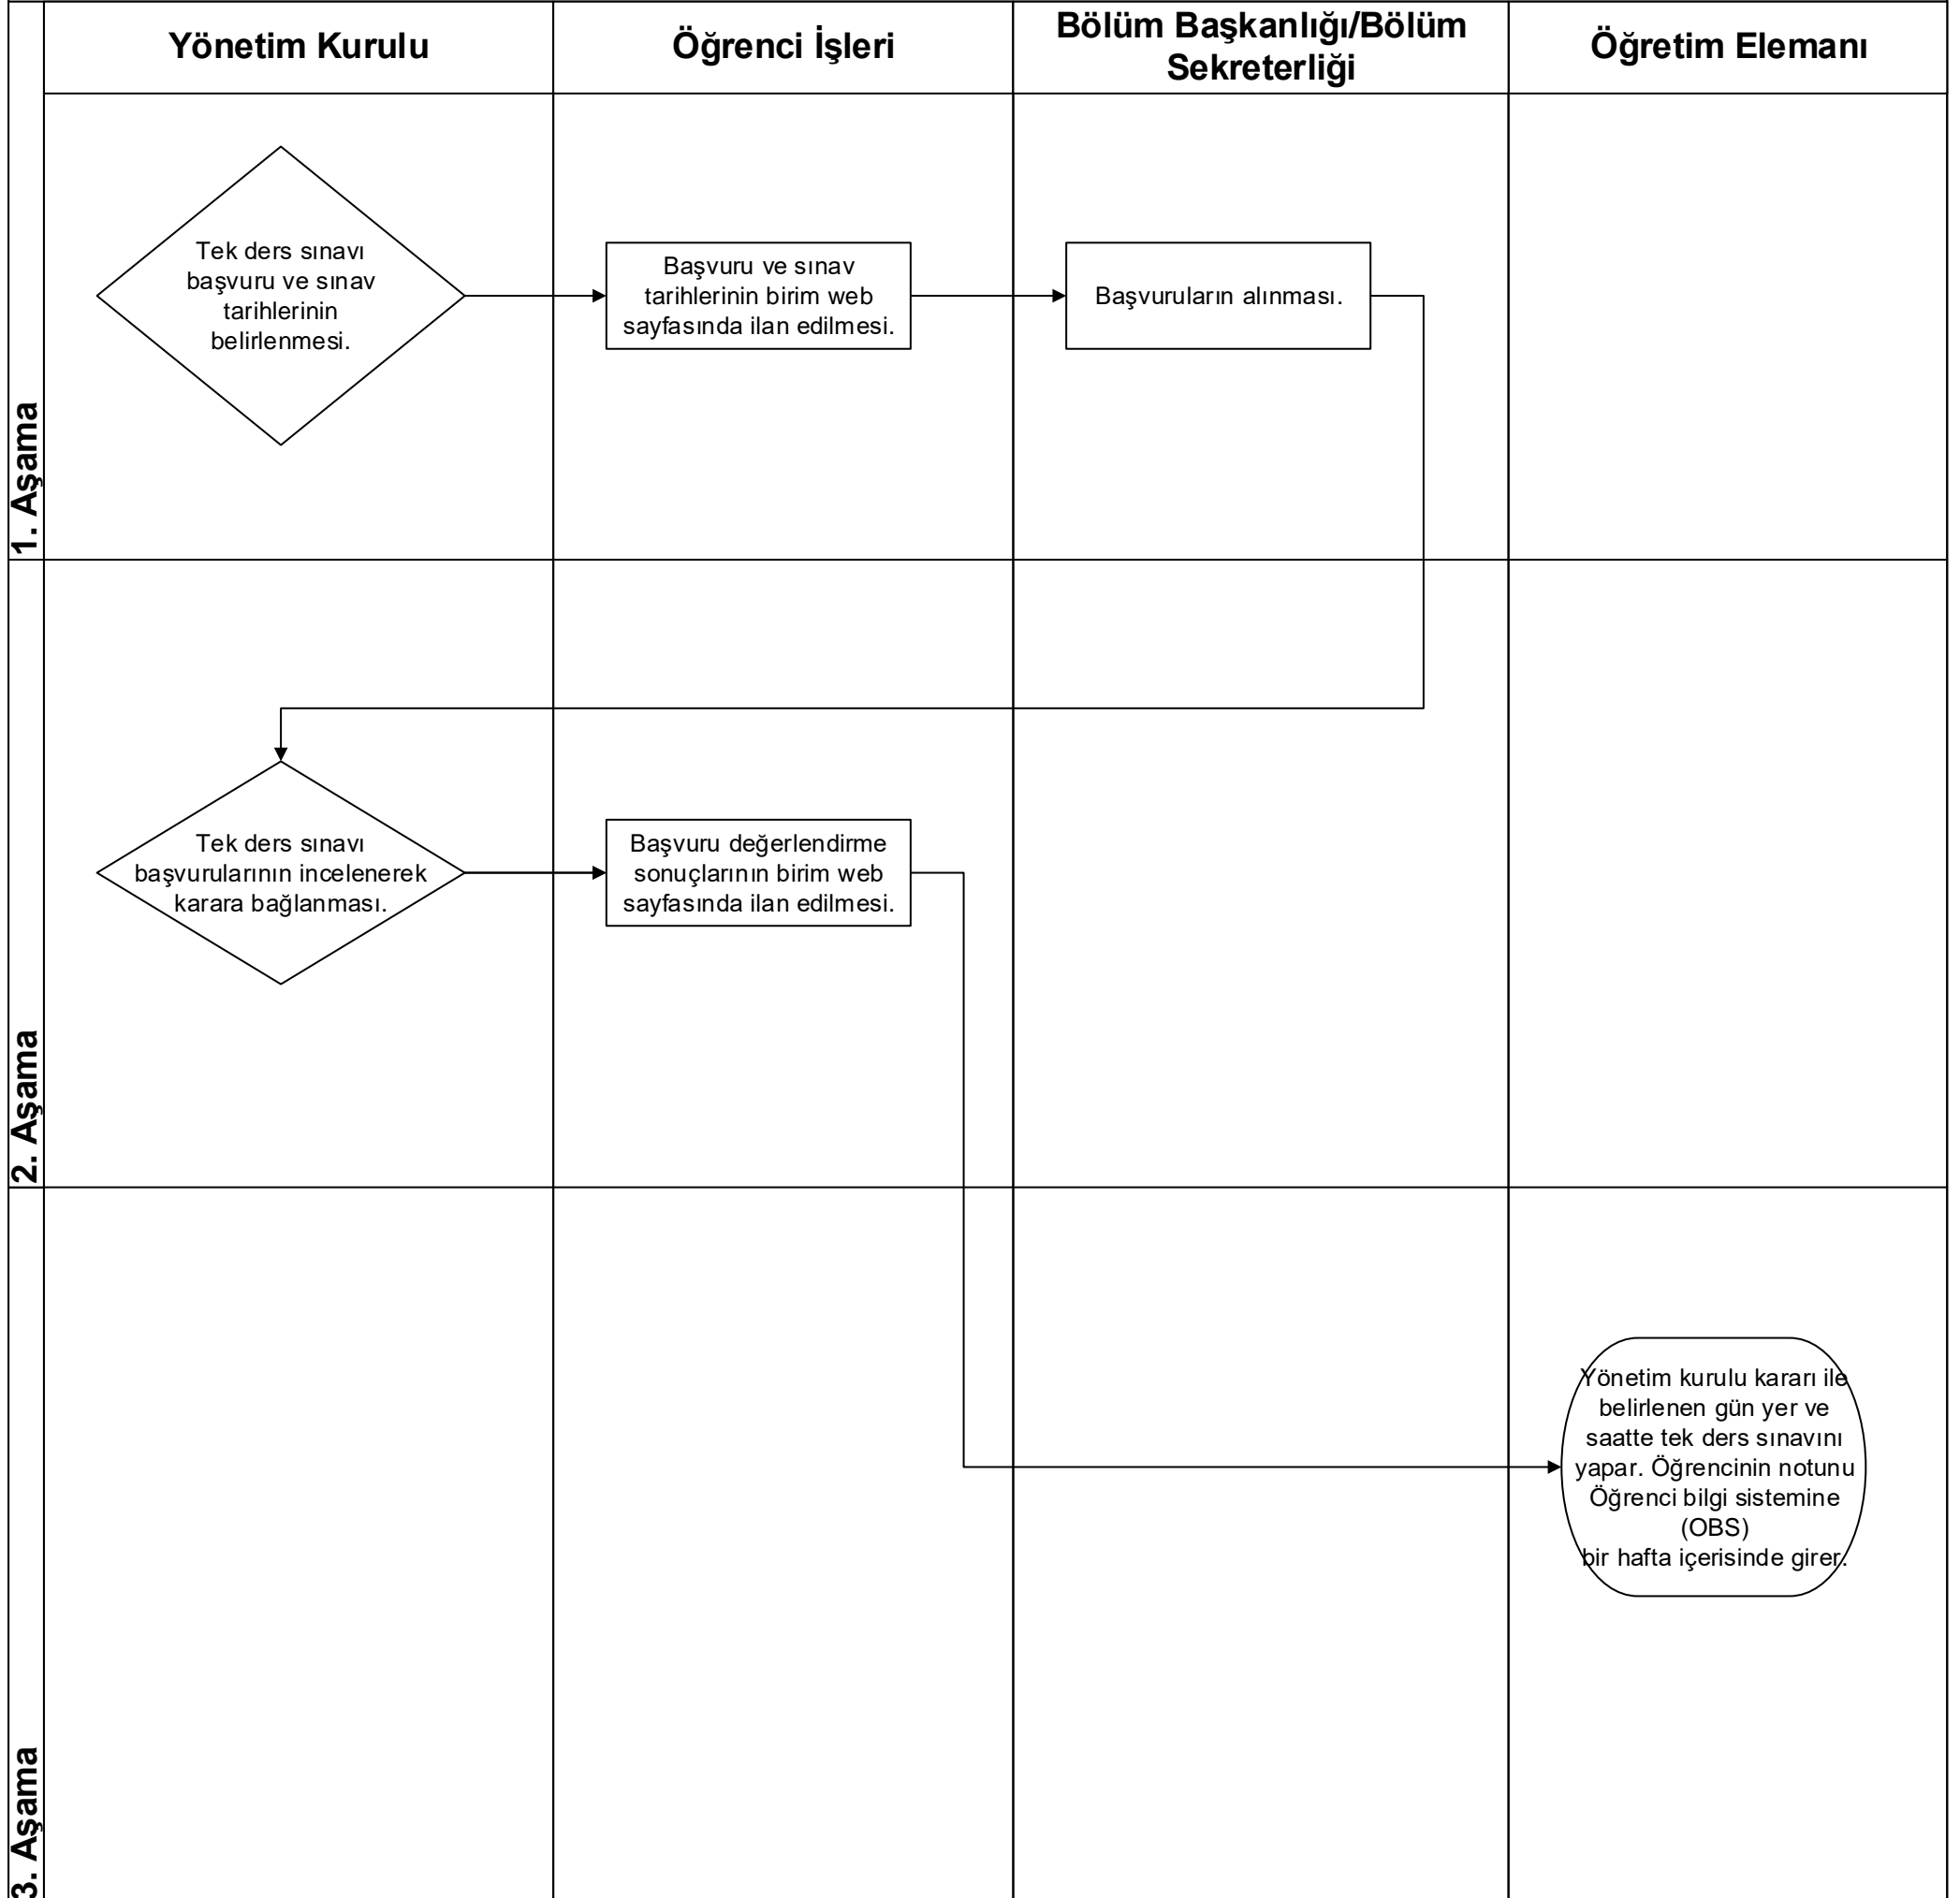 Yönetim Kurulu
Öğrenci İşleri
Bölüm Başkanlığı/Bölüm
Sekreterliği
Öğretim Elemanı
1. Aşama
Tek ders sınavı
başvuru ve sınav
tarihlerinin
belirlenmesi.
Başvuru ve sınav
tarihlerinin birim web
sayfasında ilan edilmesi.
Başvuruların alınması.
2. Aşama
Tek ders sınavı
başvurularının incelenerek
karara bağlanması.
Başvuru değerlendirme
sonuçlarının birim web
sayfasında ilan edilmesi.
3. Aşama
Yönetim kurulu kararı ile
belirlenen gün yer ve
saatte tek ders sınavını
yapar. Öğrencinin notunu
Öğrenci bilgi sistemine
(OBS)
bir hafta içerisinde girer.